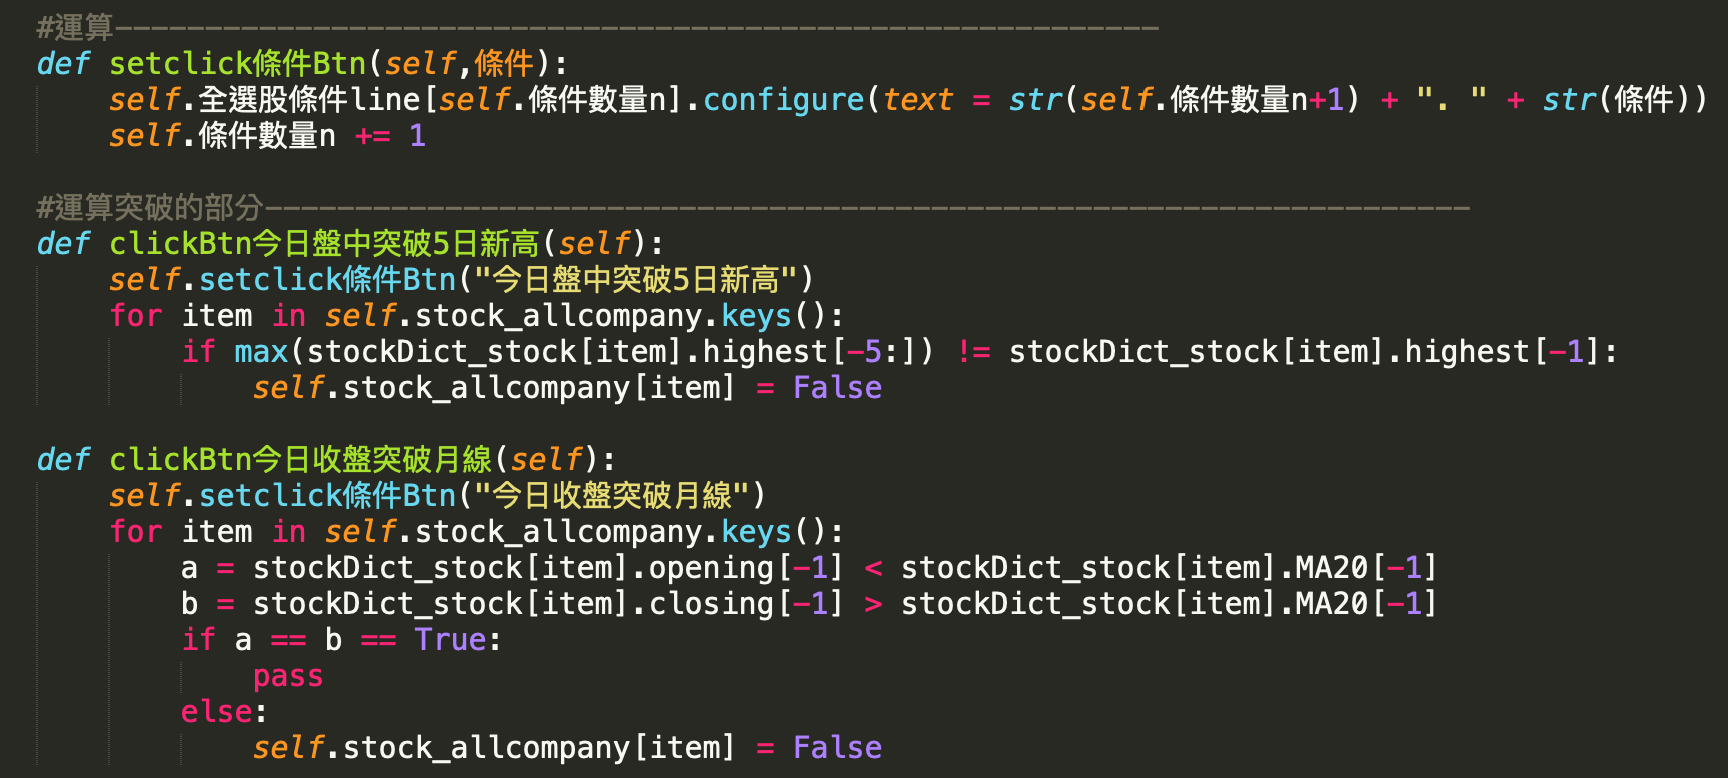 #運算----------------------------------------------------------
def setclick條件Btn(self,條件):
    self.全選股條件line[self.條件數量n].configure(text = str(self.條件數量n+1) + ". " + str(條件))
    self.條件數量n += 1
#運算突破的部分-------------------------------------------------------------------
def clickBtn今日盤中突破5日新高(self):
    self.setclick條件Btn("今日盤中突破5日新高")
    for item in self.stock_allcompany.keys():
        if max(stockDict_stock[item].highest[-5:]) != stockDict_stock[item].highest[-1]:
            self.stock_allcompany[item] = False
def clickBtn今日收盤突破月線(self):
    self.setclick條件Btn("今日收盤突破月線")
    for item in self.stock_allcompany.keys():
        a = stockDict_stock[item].opening[-1] < stockDict_stock[item].MA20[-1]
        b = stockDict_stock[item].closing[-1] > stockDict_stock[item].MA20[-1]
        if a == b == True:
            pass
        else:
            self.stock_allcompany[item] = False